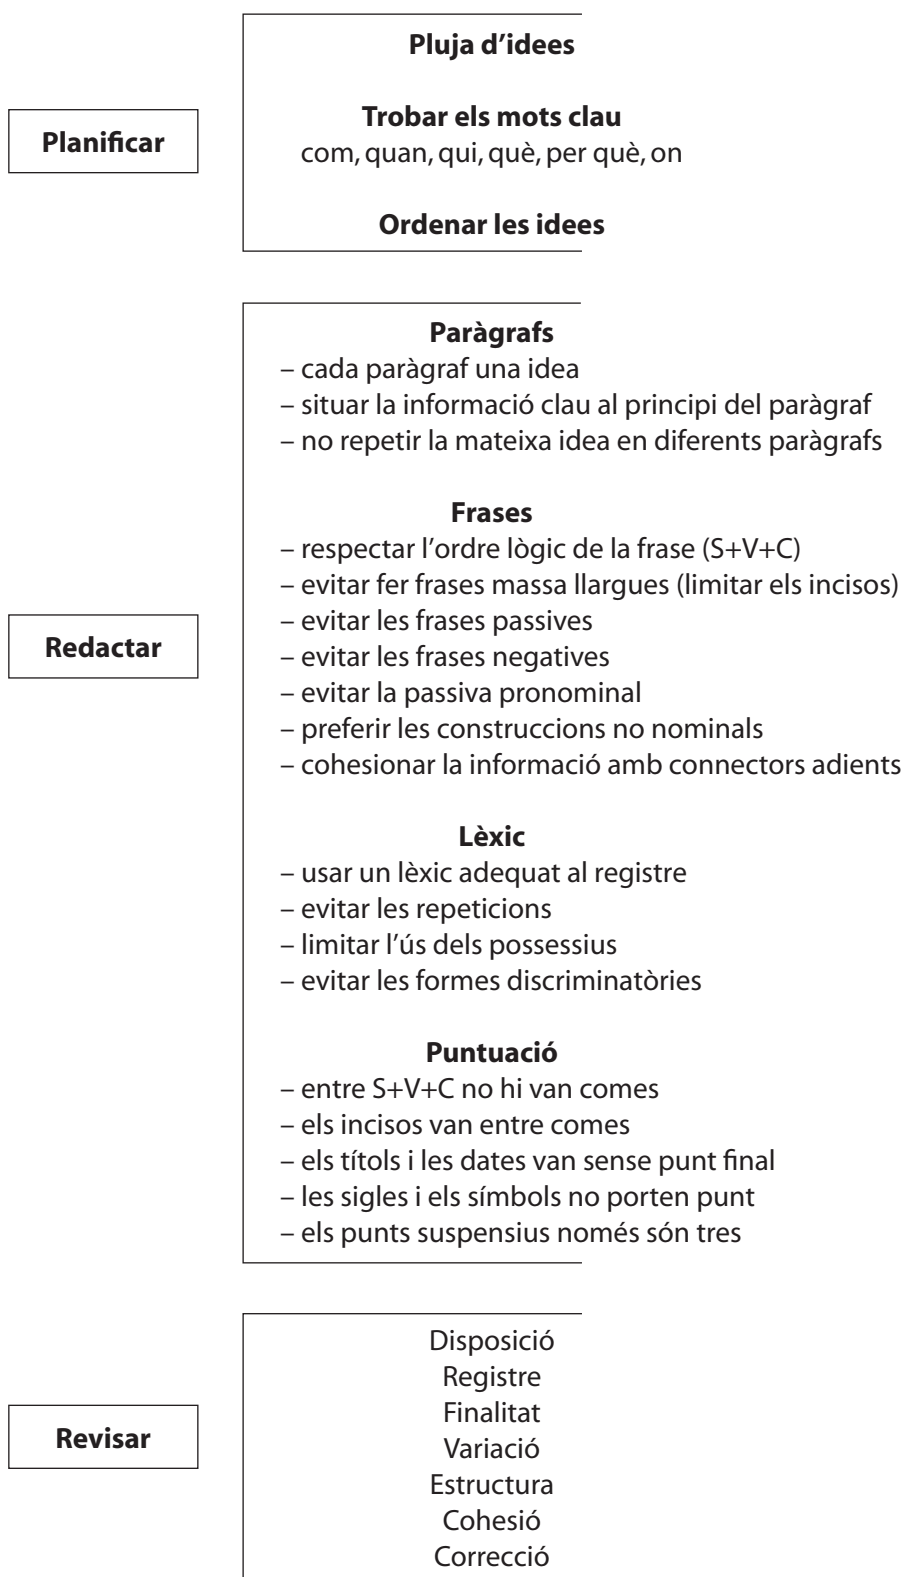 Planificar
Pluja d’idees
Trobar els mots clau
com, quan, qui, què, per què, on
Ordenar les idees
Redactar
Paràgrafs
– cada paràgraf una idea
– situar la informació clau al principi del paràgraf
– no repetir la mateixa idea en diferents paràgrafs
Frases
– respectar l’ordre lògic de la frase (S+V+C)
– evitar fer frases massa llargues (limitar els incisos)
– evitar les frases passives
– evitar les frases negatives
– evitar la passiva pronominal
– preferir les construccions no nominals
– cohesionar la informació amb connectors adients
Lèxic
– usar un lèxic adequat al registre
– evitar les repeticions
– limitar l’ús dels possessius
– evitar les formes discriminatòries
Puntuació
– entre S+V+C no hi van comes
– els incisos van entre comes
– els títols i les dates van sense punt final
– les sigles i els símbols no porten punt
– els punts suspensius només són tres
Revisar
Disposició
Registre
Finalitat
Variació
Estructura
Cohesió
Correcció